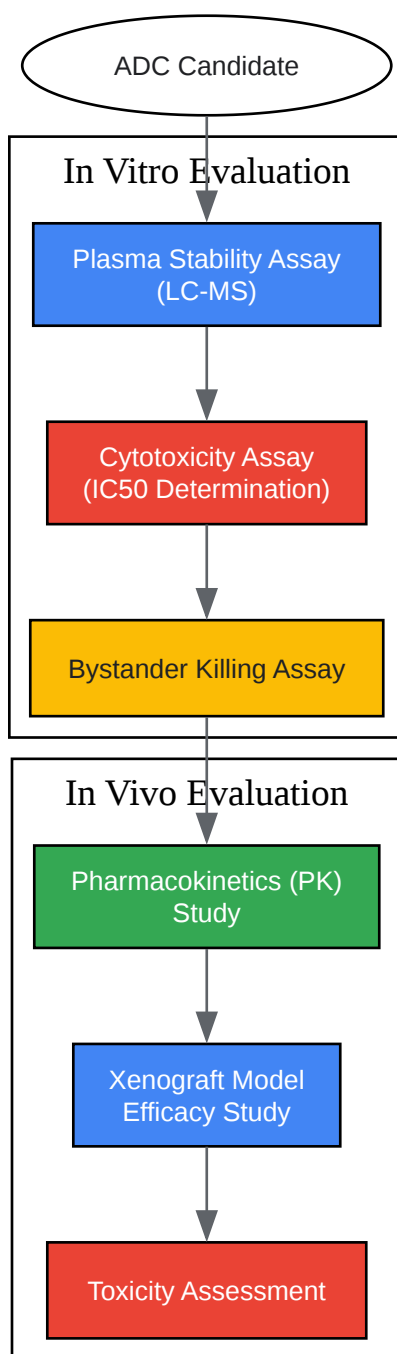 ADC Candidate
In Vitro Evaluation
Plasma Stability Assay
(LC-MS)
Cytotoxicity Assay
(IC50 Determination)
Bystander Killing Assay
In Vivo Evaluation
Pharmacokinetics (PK)
Study
Xenograft Model
Efficacy Study
Toxicity Assessment